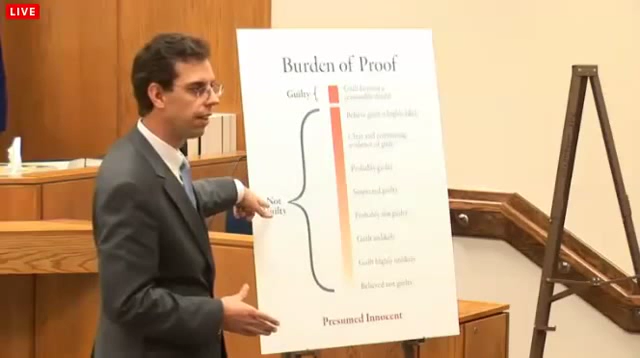 LIVE
Burden of Proof
Guilty
Guilt beyond a
reasonable doubt
Believe guilt is highly likely
Clear and convincing
evidence of guilt
Probably guilty
Suspected guilty
Not
Guilty
Probably not guilty
Guilt unlikely
Guilt highly unlikely
Believed not guilty
Presumed Innocent